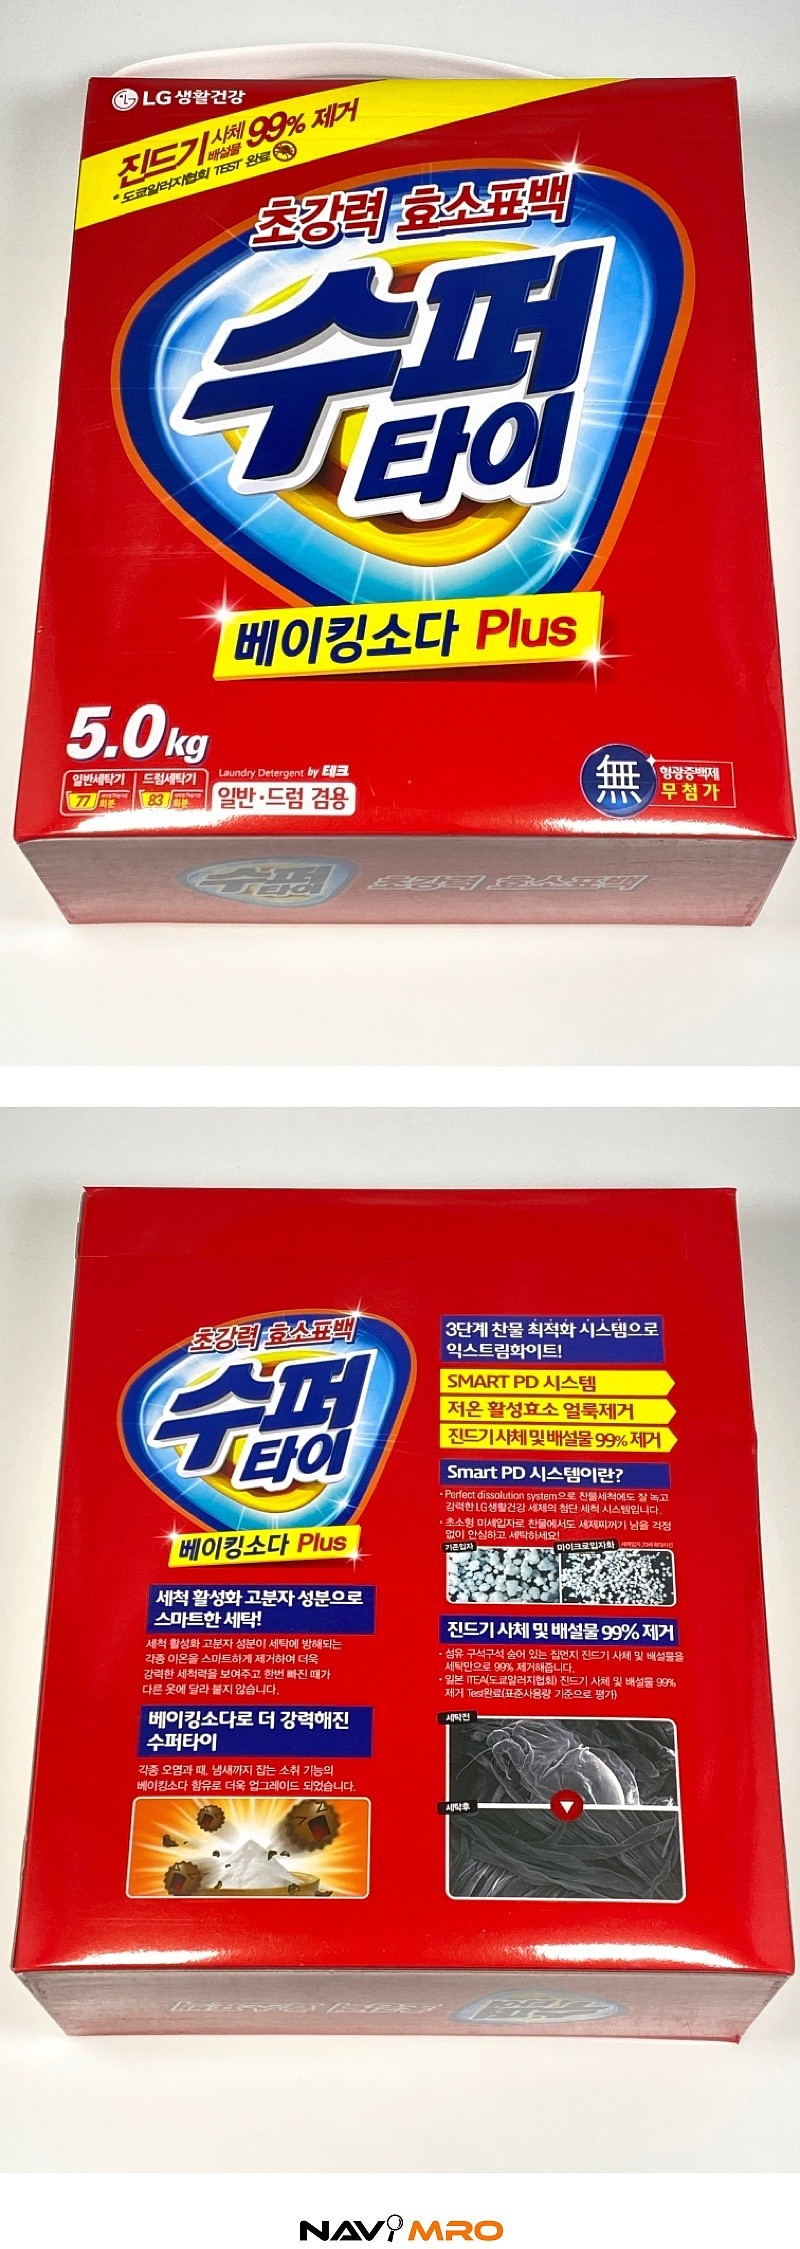 LG 생활건강
진드기 사체 배설물 99% 제거
* 도쿄알러지협회 TEST 완료
초강력 효소표백
수퍼
타이
베이킹소다 Plus
5.0kg
일반세탁기 드럼세탁기
77 회분 83 회분
Laundry Detergent by 테크
일반·드럼 겸용
無 형광증백제
무첨가
수퍼타이 초강력 효소표백
초강력 효소표백
수퍼
타이
베이킹소다 Plus
세척 활성화 고분자 성분으로
스마트한 세탁!
세척 활성화 고분자 성분이 세탁에 방해되는
각종 이온을 스마트하게 제거하여 더욱
강력한 세척력을 보여주고 한번 빠진 때가
다른 옷에 달라 붙지 않습니다.
베이킹소다로 더 강력해진
수퍼타이
각종 오염과 때, 냄새까지 잡는 소취 기능의
베이킹소다 함유로 더욱 업그레이드 되었습니다.
3단계 찬물 최적화 시스템으로
익스트림화이트!
SMART PD 시스템
저온 활성효소 얼룩제거
진드기 사체 및 배설물 99% 제거
Smart PD 시스템이란?
· Perfect dissolution system으로 찬물세척에도 잘 녹고
강력한 LG생활건강 세제의 첨단 세척 시스템입니다.
· 초소형 미세입자로 찬물에서도 세제찌꺼기 남을 걱정
없이 안심하고 세탁하세요!
기존입자 마이크로입자화
진드기 사체 및 배설물 99% 제거
· 섬유 구석구석 숨어 있는 집먼지 진드기 사체 및 배설물을
세탁만으로 99% 제거해줍니다.
· 일본 ITEA(도쿄알러지협회) 진드기 사체 및 배설물 99%
제거 Test완료(표준사용량 기준으로 평가)
세탁전
세탁후
NAVIMRO